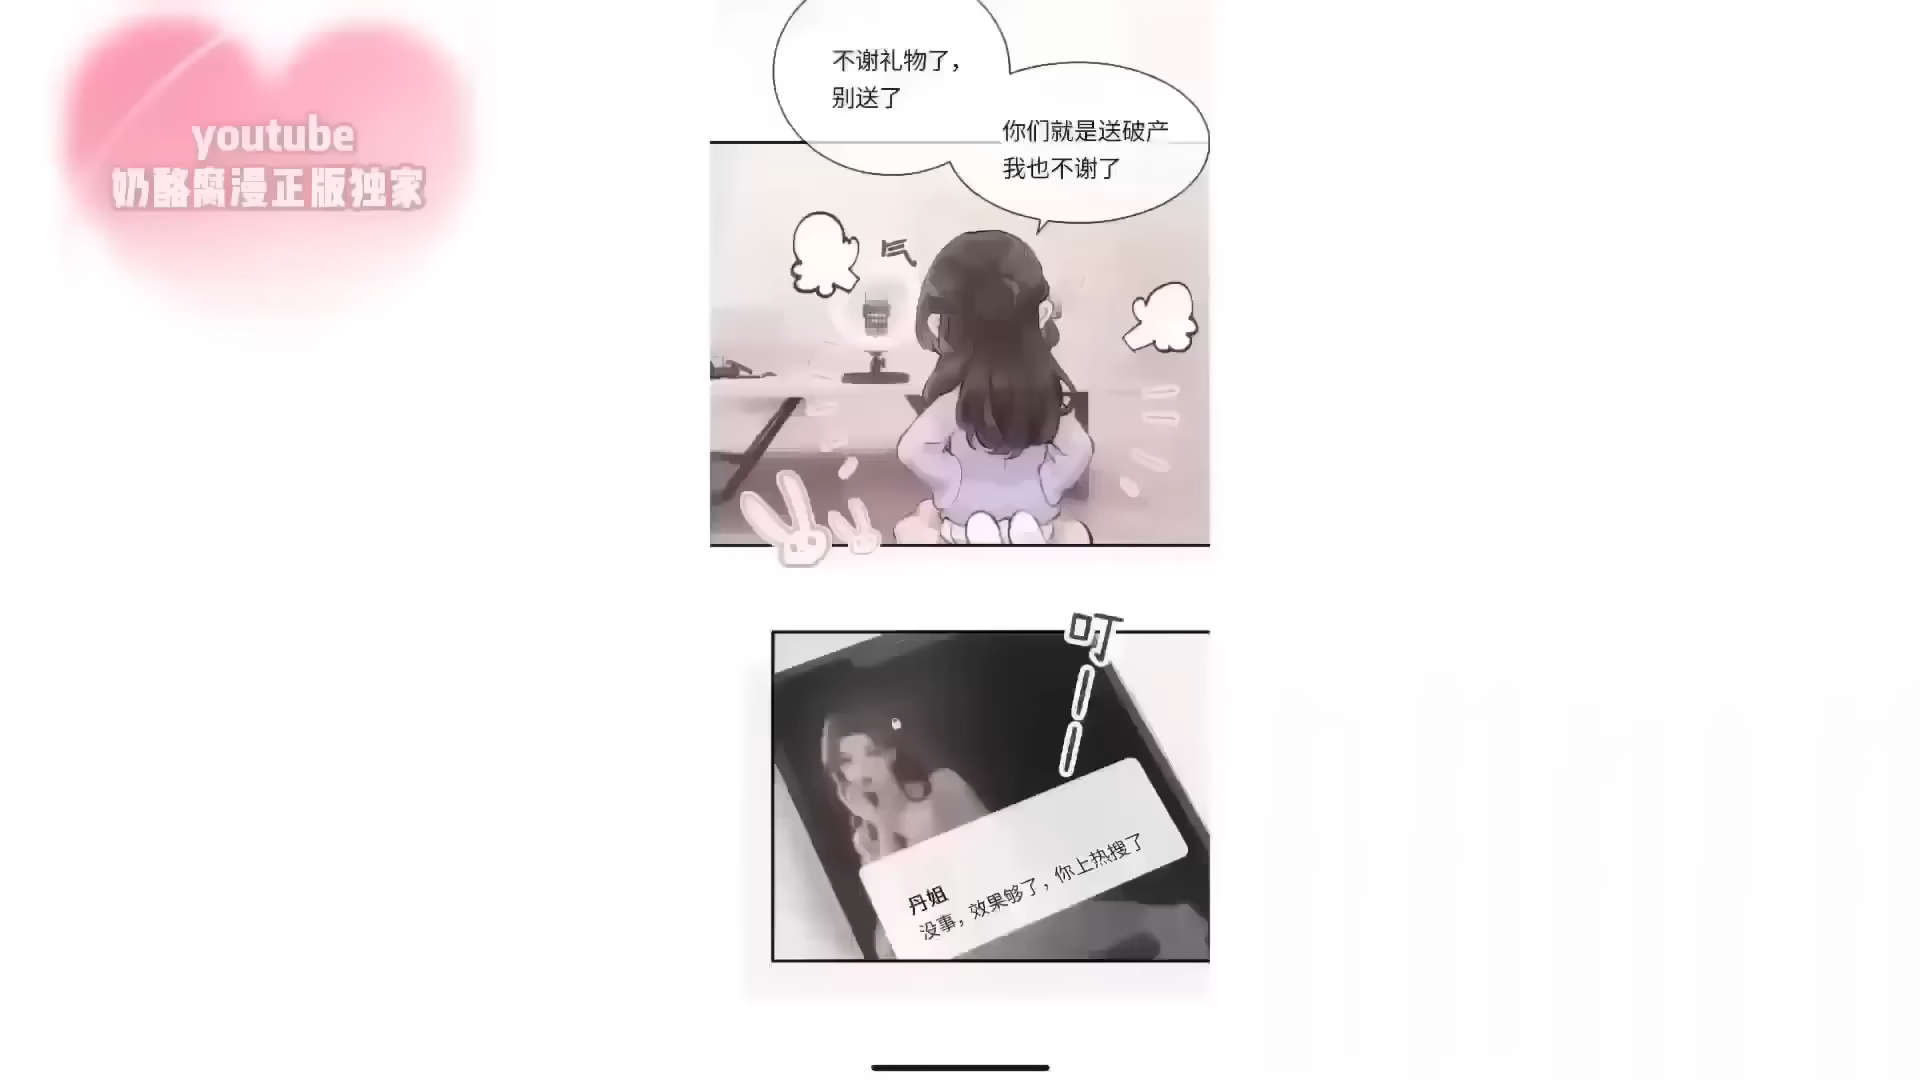 youtube
奶酪腐漫正版独家
不谢礼物了，
别送了
你们就是送破产
我也不谢了
气
叮——
丹姐
没事，效果够了，你上热搜了